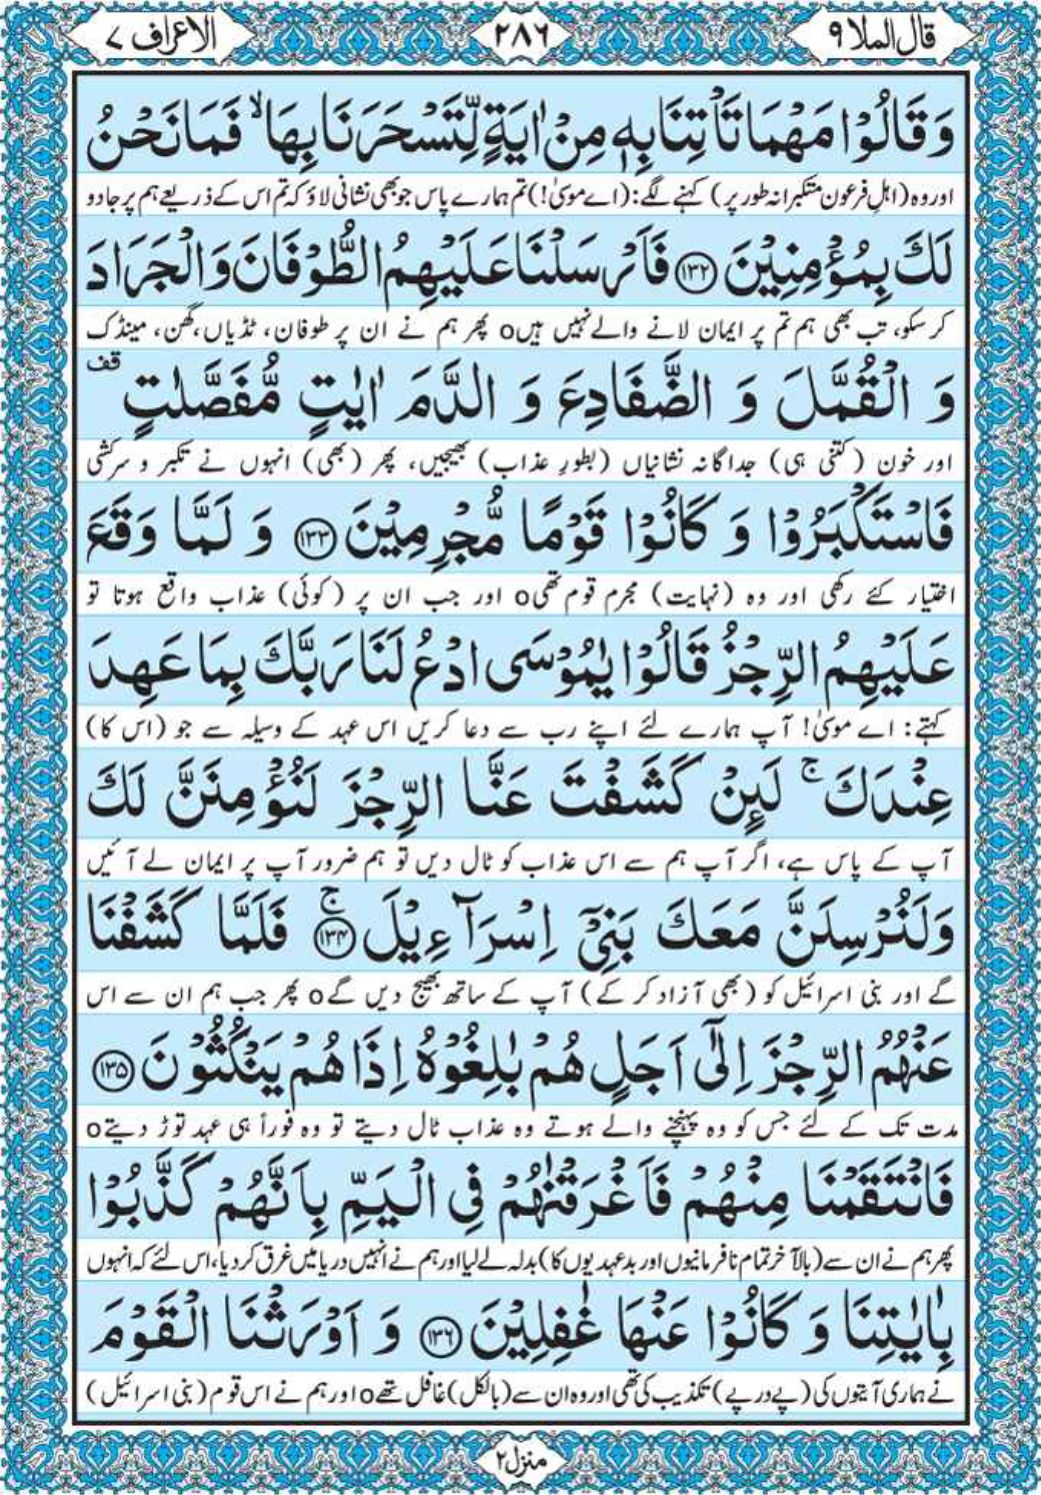 قال الملا ٩
٢٨٦
الاعراف ٧
وَقَالُوْا مَهْمَا تَاْتِنَا بِهٖ مِنْ اٰيَةٍ لِّتَسْحَرَنَا بِهَا ۙ فَمَا نَحْنُ
اور وہ (اہلِ فرعون متکبرانہ طور پر) کہنے لگے: (اے موسیٰ!) تم ہمارے پاس جو بھی نشانی لاؤ کہ تم اس کے ذریعے ہم پر جادو
لَكَ بِمُؤْمِنِيْنَ ﴿١٣٢﴾ فَاَرْسَلْنَا عَلَيْهِمُ الطُّوْفَانَ وَالْجَرَادَ
کر سکو، تب بھی ہم تم پر ایمان لانے والے نہیں ہیںo پھر ہم نے ان پر طوفان، ٹڈیاں، گھن، مینڈک
وَ الْقُمَّلَ وَ الضَّفَادِعَ وَ الدَّمَ اٰيٰتٍ مُّفَصَّلٰتٍ ۫قف
اور خون (کتنی ہی) جداگانہ نشانیاں (بطورِ عذاب) بھیجیں، پھر (بھی) انہوں نے تکبر و سرکشی
فَاسْتَكْبَرُوْا وَ كَانُوْا قَوْمًا مُّجْرِمِيْنَ ﴿١٣٣﴾ وَ لَمَّا وَقَعَ
اختیار کئے رکھی اور وہ (نہایت) مجرم قوم تھیo اور جب ان پر (کوئی) عذاب واقع ہوتا تو
عَلَيْهِمُ الرِّجْزُ قَالُوْا يٰمُوْسَى ادْعُ لَنَا رَبَّكَ بِمَا عَهِدَ
کہتے: اے موسیٰ! آپ ہمارے لئے اپنے رب سے دعا کریں اس عہد کے وسیلہ سے جو (اس کا)
عِنْدَكَ ۚ لَىِٕنْ كَشَفْتَ عَنَّا الرِّجْزَ لَنُؤْمِنَنَّ لَكَ
آپ کے پاس ہے، اگر آپ ہم سے اس عذاب کو ٹال دیں تو ہم ضرور آپ پر ایمان لے آئیں
وَلَنُرْسِلَنَّ مَعَكَ بَنِيْٓ اِسْرَآءِيْلَ ﴿١٣٤﴾ ۚ فَلَمَّا كَشَفْنَا
گے اور بنی اسرائیل کو (بھی آزاد کر کے) آپ کے ساتھ بھیج دیں گےo پھر جب ہم ان سے اس
عَنْهُمُ الرِّجْزَ اِلٰٓى اَجَلٍ هُمْ بٰلِغُوْهُ اِذَا هُمْ يَنْكُثُوْنَ ﴿١٣٥﴾
مدت تک کے لئے جس کو وہ پہنچنے والے ہوتے وہ عذاب ٹال دیتے تو وہ فوراً ہی عہد توڑ دیتےo
فَانْتَقَمْنَا مِنْهُمْ فَاَغْرَقْنٰهُمْ فِي الْيَمِّ بِاَنَّهُمْ كَذَّبُوْا
پھر ہم نے ان سے (بالآخر تمام نافرمانیوں اور بدعہدیوں کا) بدلہ لے لیا اور ہم نے انہیں دریا میں غرق کر دیا، اس لئے کہ انہوں
بِاٰيٰتِنَا وَ كَانُوْا عَنْهَا غٰفِلِيْنَ ﴿١٣٦﴾ وَ اَوْرَثْنَا الْقَوْمَ
نے ہماری آیتوں کی (پے در پے) تکذیب کی تھی اور وہ ان سے (بالکل) غافل تھےo اور ہم نے اس قوم (بنی اسرائیل)
منزل ٢